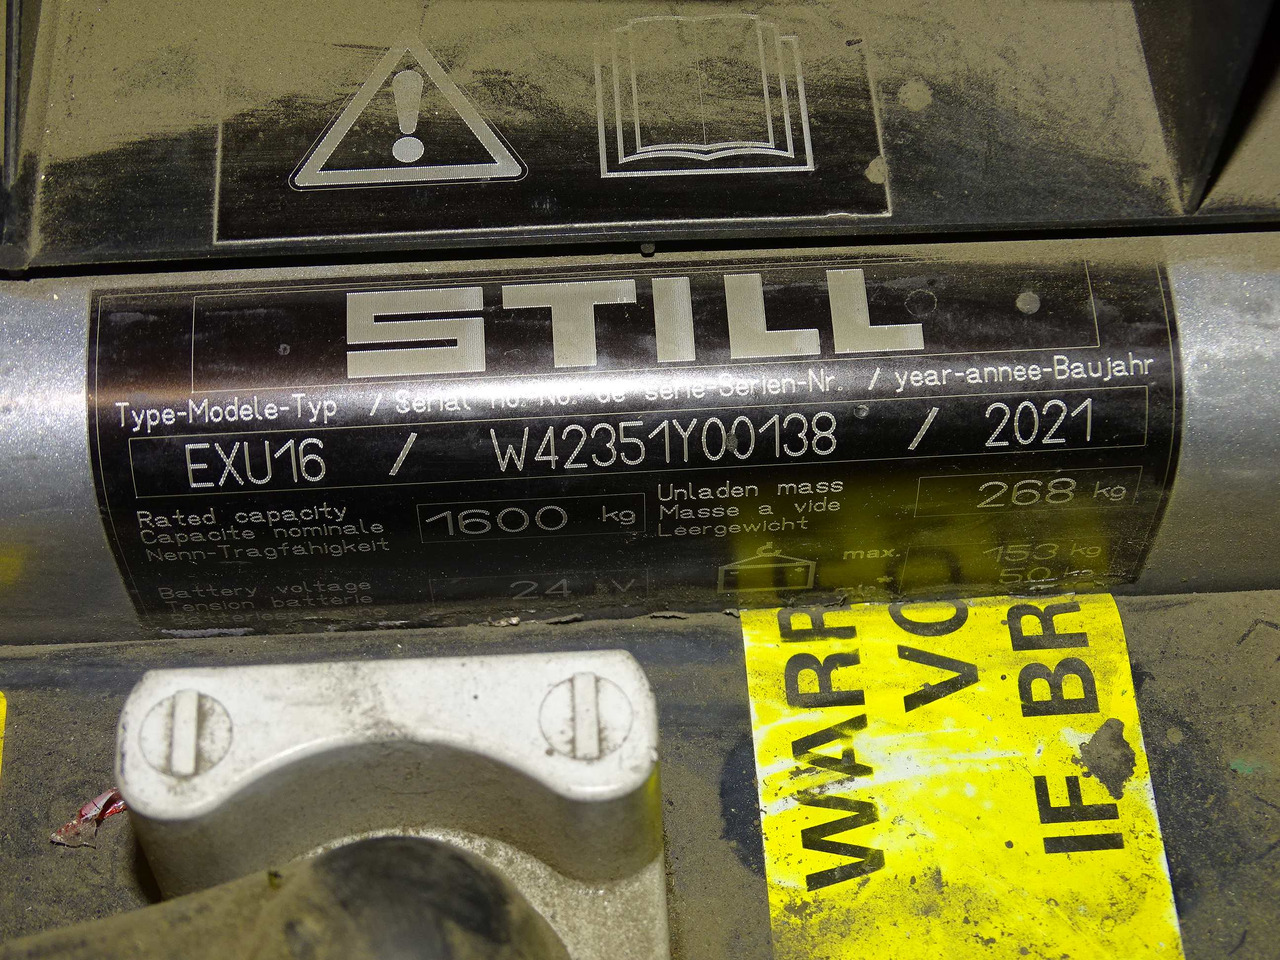 STILL
Type-Modele-Typ / Serial no.-No. de serie-Serien-Nr. / year-annee-Baujahr
EXU16 / W42351Y00138 / 2021
Rated capacity
Capacite nominale
Nenn-Tragfähigkeit
1600 kg
Unladen mass
Masse a vide
Leergewicht
268 kg
Battery voltage
Tension batterie
24 V
max. 153 kg
min. 50 kg
WARR
VO
IF BR